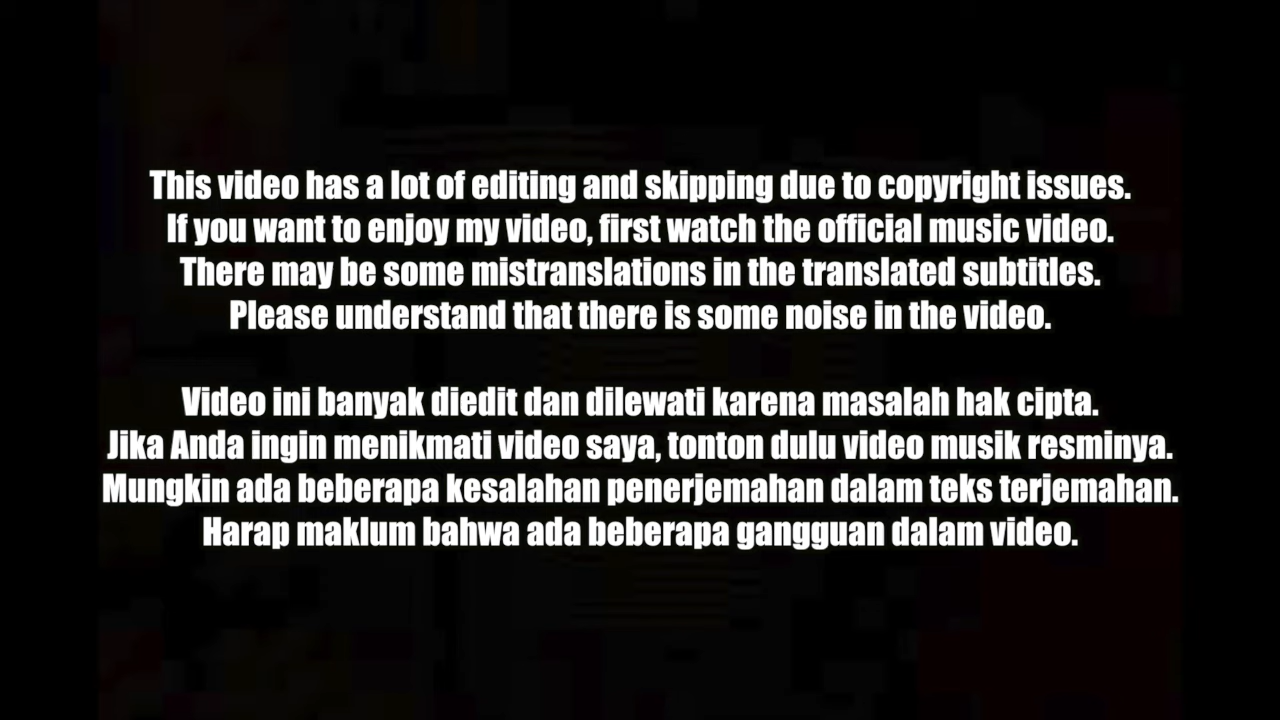 This video has a lot of editing and skipping due to copyright issues.
If you want to enjoy my video, first watch the official music video.
There may be some mistranslations in the translated subtitles.
Please understand that there is some noise in the video.
Video ini banyak diedit dan dilewati karena masalah hak cipta.
Jika Anda ingin menikmati video saya, tonton dulu video musik resminya.
Mungkin ada beberapa kesalahan penerjemahan dalam teks terjemahan.
Harap maklum bahwa ada beberapa gangguan dalam video.